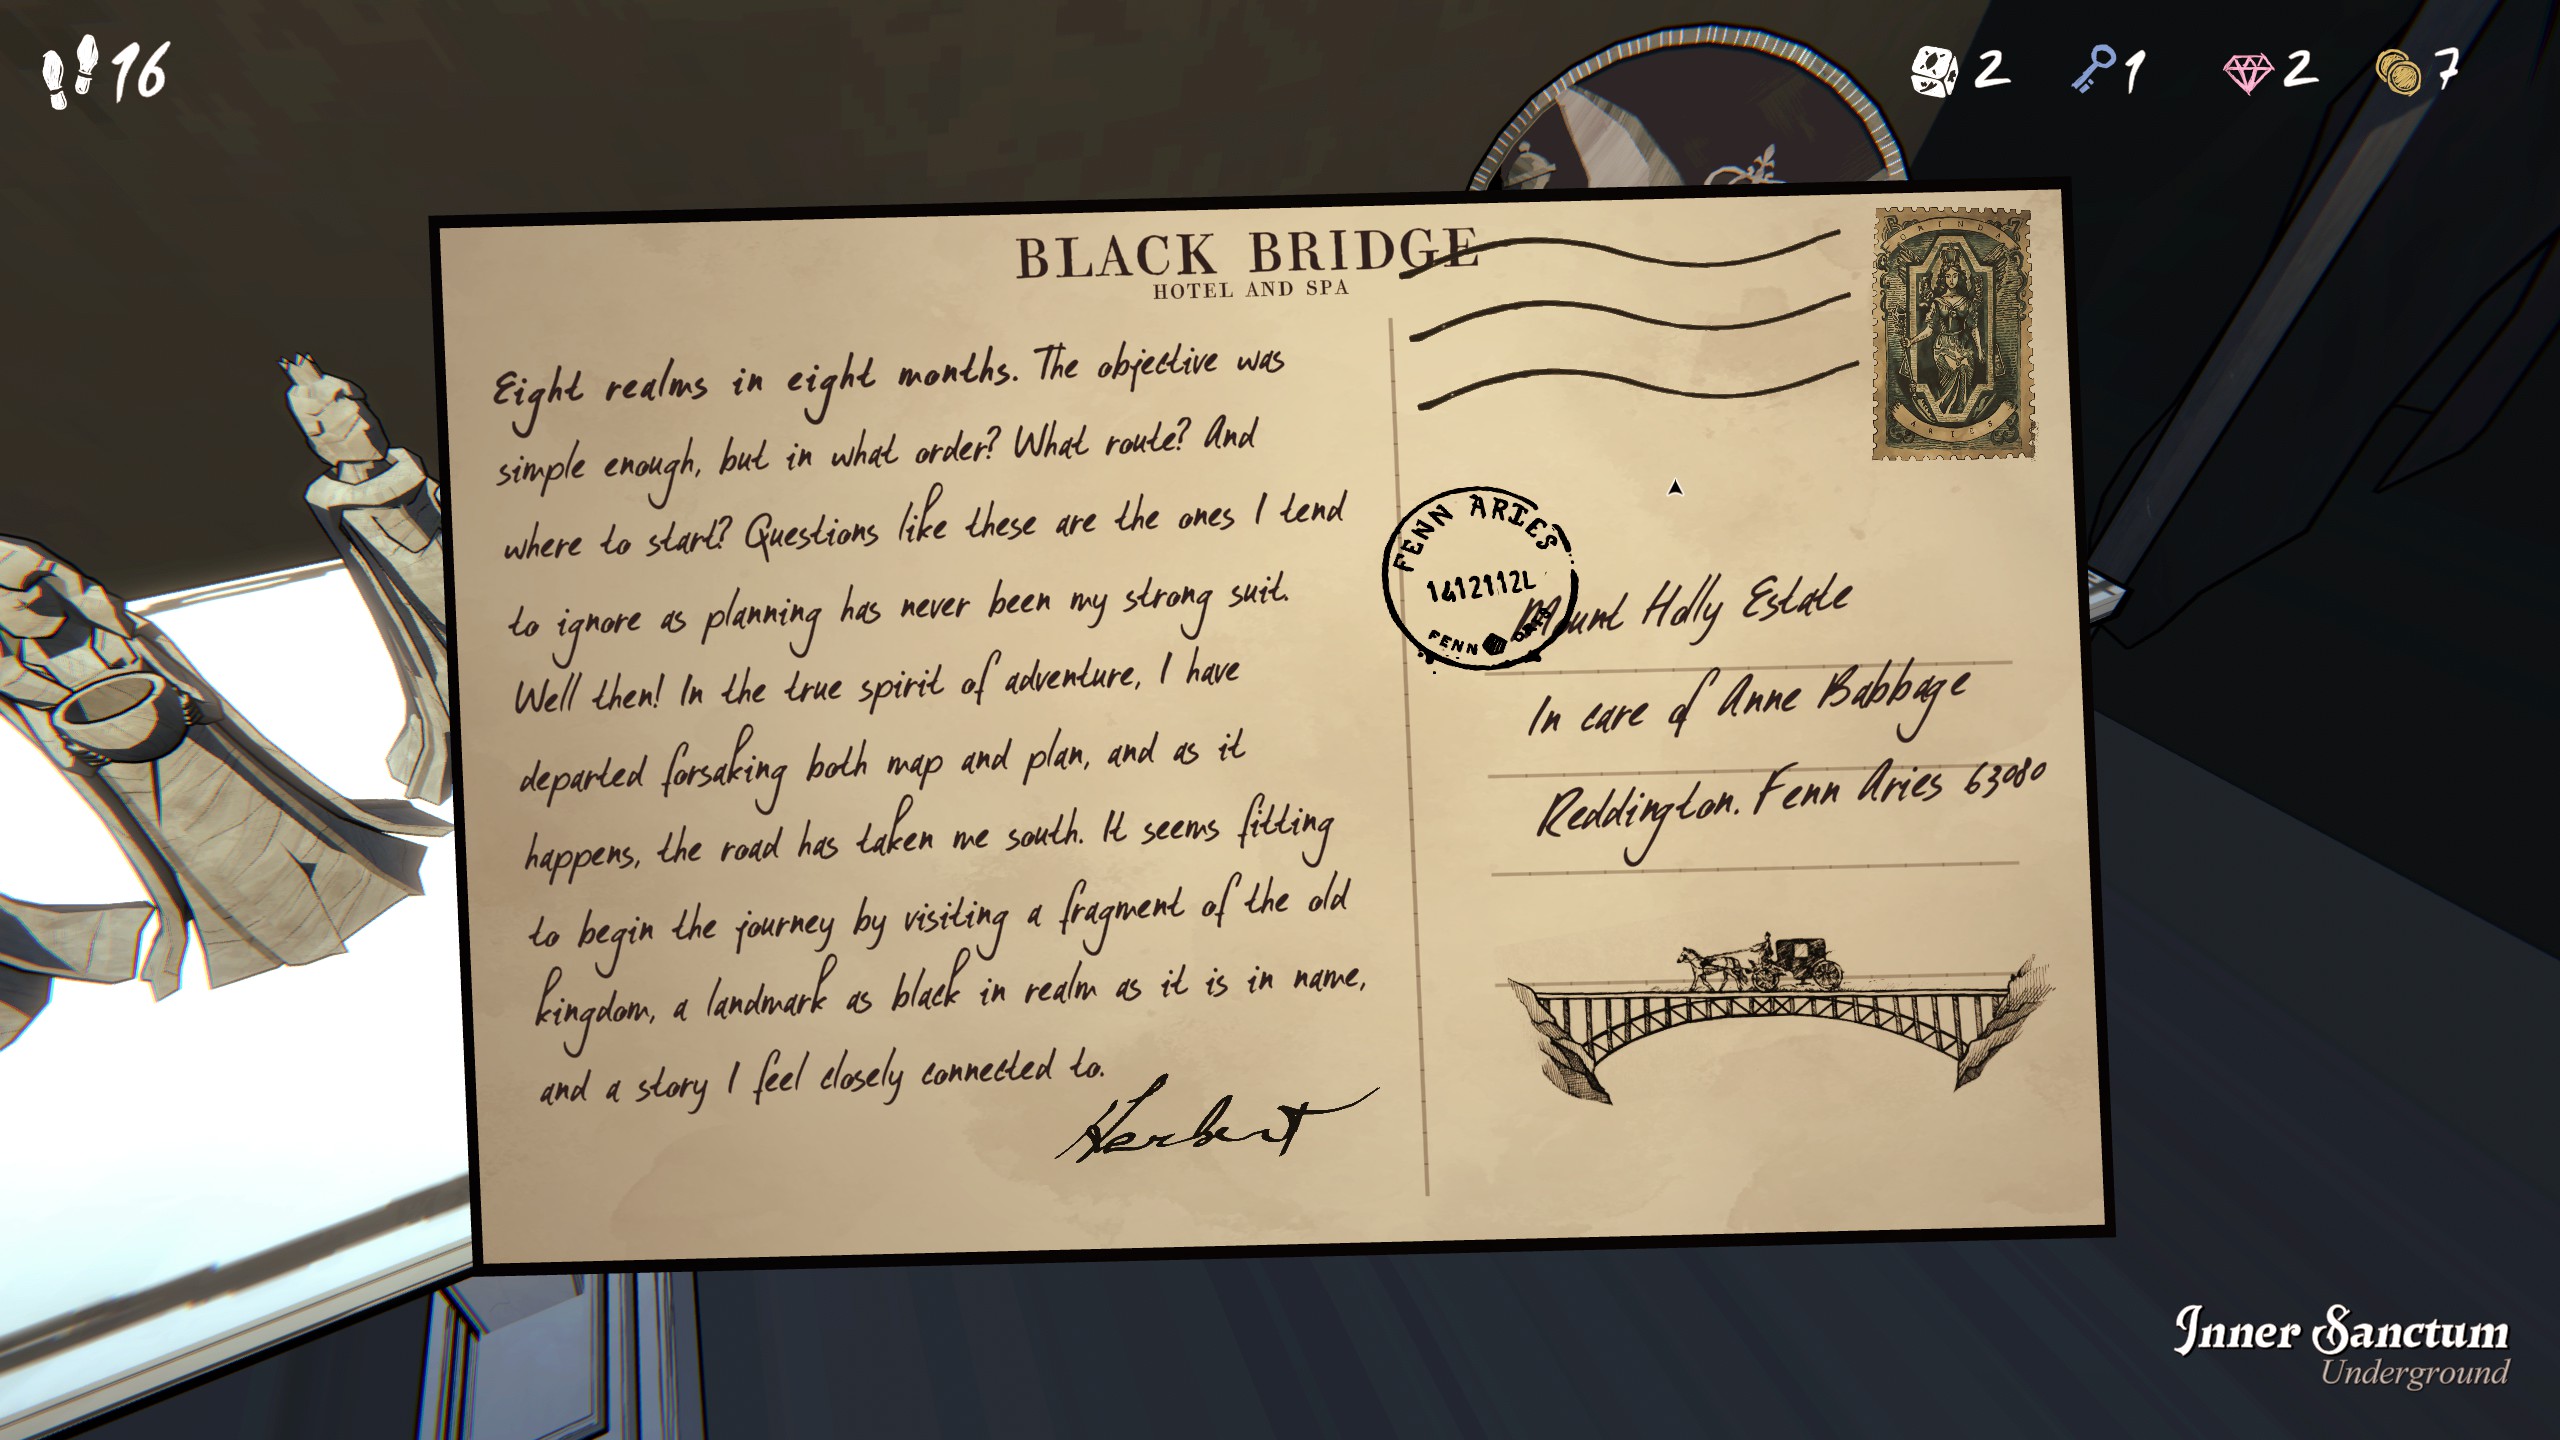 16
2
1
2
7
BLACK BRIDGE
HOTEL AND SPA
Eight realms in eight months. The objective was
simple enough, but in what order? What route? And
where to start? Questions like these are the ones I tend
to ignore as planning has never been my strong suit.
Well then! In the true spirit of adventure, I have
departed forsaking both map and plan, and as it
happens, the road has taken me south. It seems fitting
to begin the journey by visiting a fragment of the old
kingdom, a landmark as black in realm as it is in name,
and a story I feel closely connected to.
Herbert
ORINDA
ARIES
FENN ARIES
FENN
Mount Holly Estate
In care of Anne Babbage
Reddington. Fenn Aries 63080
Inner Sanctum
Underground